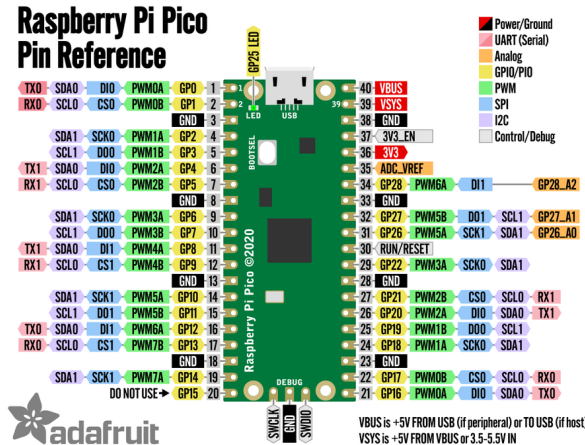 Raspberry Pi Pico
Pin Reference
GP25 LED
Power/Ground
UART (Serial)
Analog
GPIO/PIO
PWM
SPI
I2C
Control/Debug
TX0 SDA0 DI0 PWM0A GP0 1
RX0 SCL0 CS0 PWM0B GP1 2
GND 3
SDA1 SCK0 PWM1A GP2 4
SCL1 DO0 PWM1B GP3 5
TX1 SDA0 DI0 PWM2A GP4 6
RX1 SCL0 CS0 PWM2B GP5 7
GND 8
SDA1 SCK0 PWM3A GP6 9
SCL1 DO0 PWM3B GP7 10
TX1 SDA0 DI1 PWM4A GP8 11
RX1 SCL0 CS1 PWM4B GP9 12
GND 13
SDA1 SCK1 PWM5A GP10 14
SCL1 DO1 PWM5B GP11 15
TX0 SDA0 DI1 PWM6A GP12 16
RX0 SCL0 CS1 PWM7B GP13 17
GND 18
SDA1 SCK1 PWM7A GP14 19
DO NOT USE GP15 20
1
2
39
LED
USB
BOOTSEL
Raspberry Pi Pico ©2020
DEBUG
SWCLK
GND
SWDIO
40 VBUS
39 VSYS
38 GND
37 3V3_EN
36 3V3
35 ADC_VREF
34 GP28 PWM6A DI1 GP28_A2
33 GND
32 GP27 PWM5B DO1 SCL1 GP27_A1
31 GP26 PWM5A SCK1 SDA1 GP26_A0
30 RUN/RESET
29 GP22 PWM3A SCK0 SDA1
28 GND
27 GP21 PWM2B CS0 SCL0 RX1
26 GP20 PWM2A DI0 SDA0 TX1
25 GP19 PWM1B DO0 SCL1
24 GP18 PWM1A SCK0 SDA1
23 GND
22 GP17 PWM0B CS0 SCL0 RX0
21 GP16 PWM0A DI0 SDA0 TX0
adafruit
VBUS is +5V FROM USB (if peripheral) or TO USB (if host)
VSYS is +5V FROM VBUS or 3.5-5.5V IN